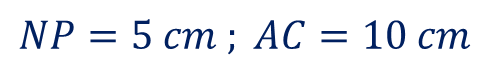 NP = 5 cm ; AC = 10 cm